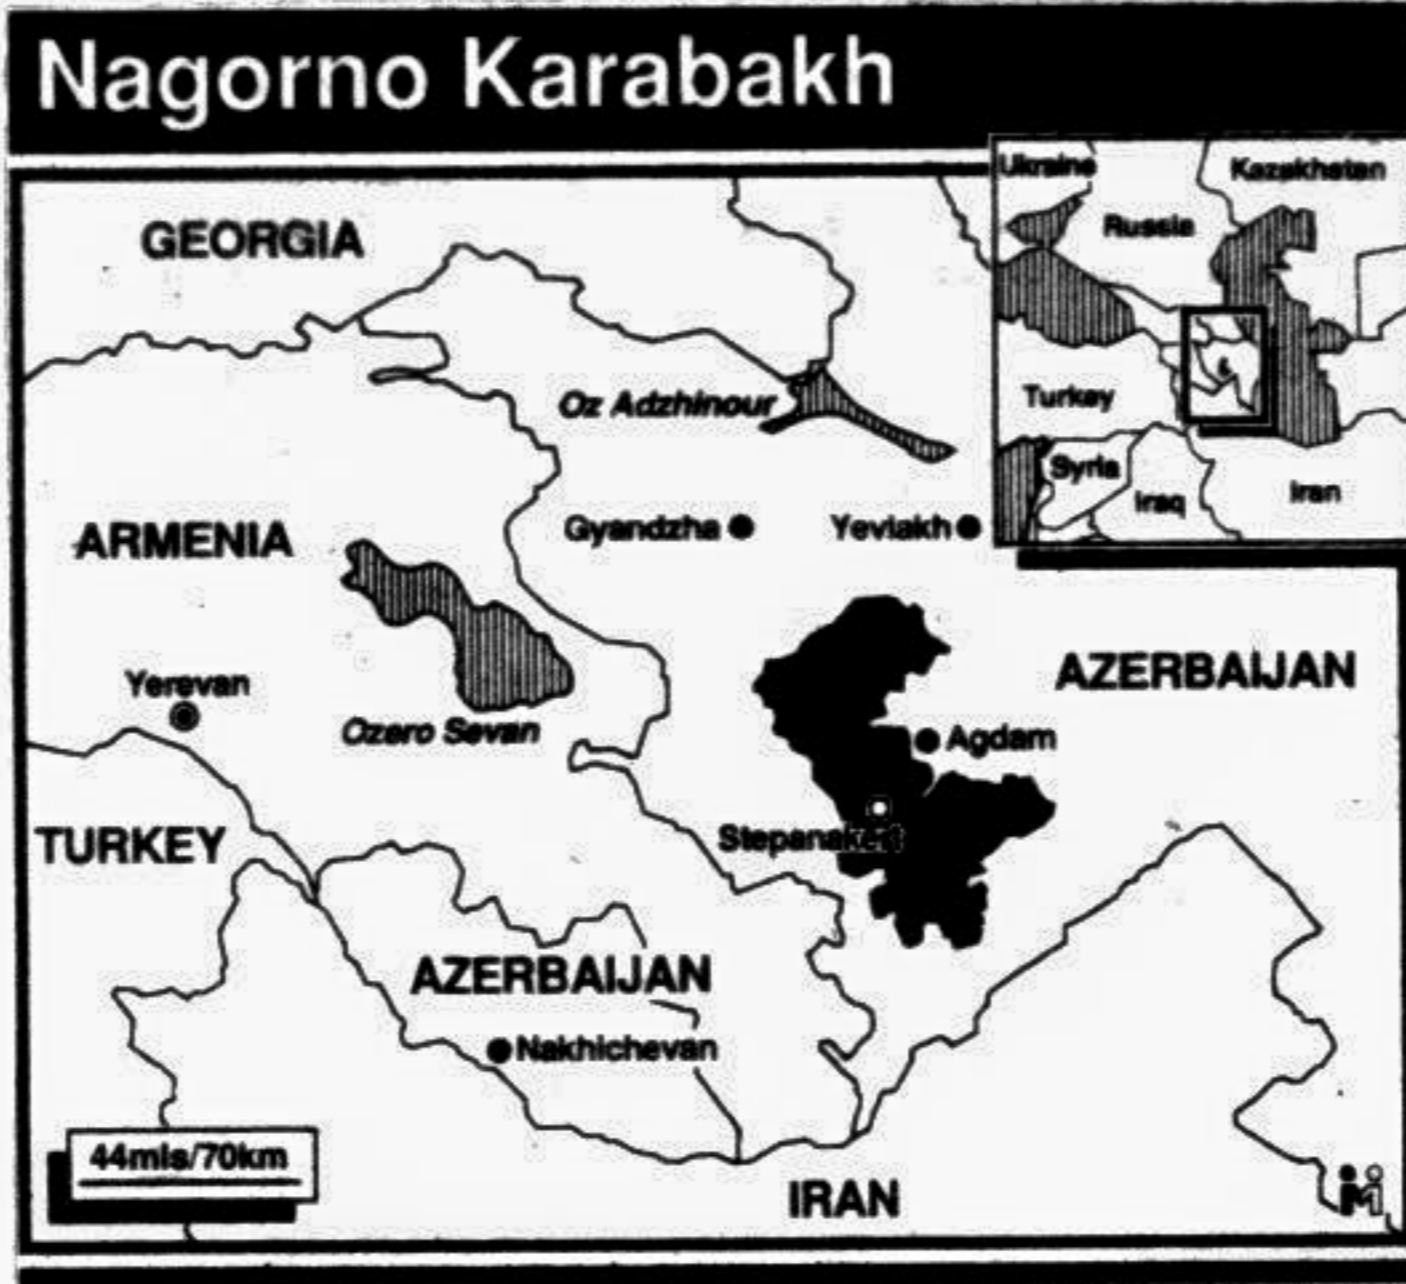 Nagorno Karabakh
Ukraine
Kazakhstan
Russia
GEORGIA
Turkey
Oz Adzhinour
Syria
Iraq
Iran
Gyandzha
Yevlakh
ARMENIA
AZERBAIJAN
Yerevan
Ozero Sevan
Agdam
TURKEY
Stepanakert
AZERBAIJAN
Nakhichevan
44mls/70km
IRAN